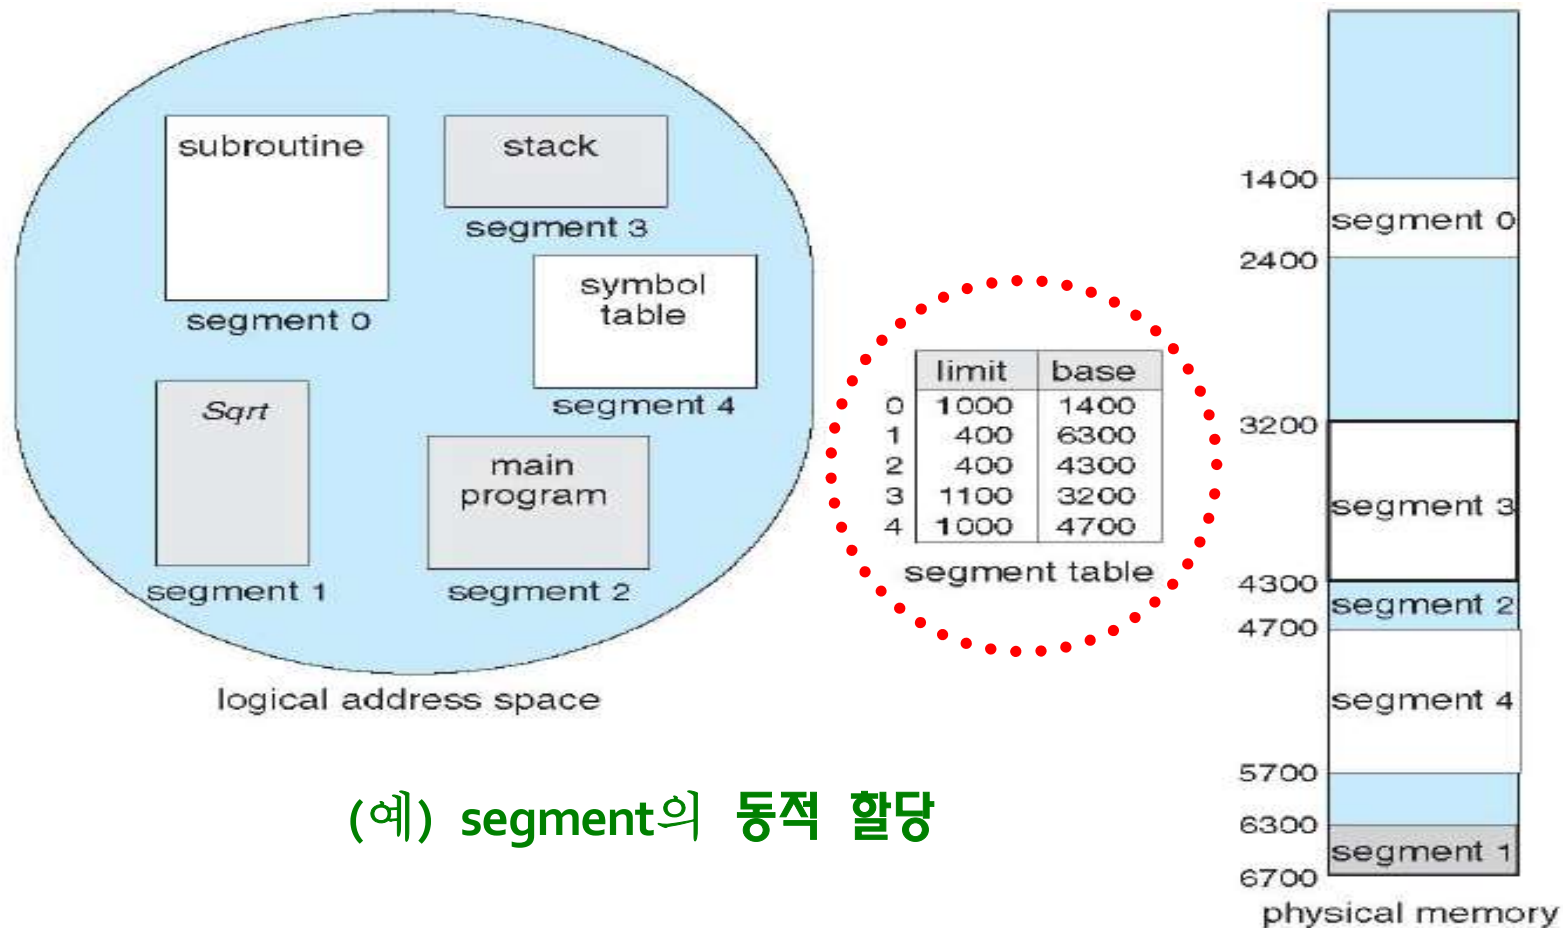 subroutine
segment 0
stack
segment 3
symbol
table
segment 4
Sqrt
segment 1
main
program
segment 2
logical address space
limit base
0 1000 1400
1 400 6300
2 400 4300
3 1100 3200
4 1000 4700
segment table
1400
segment 0
2400
3200
segment 3
4300
segment 2
4700
segment 4
5700
6300
segment 1
6700
physical memory
(예) segment의 동적 할당